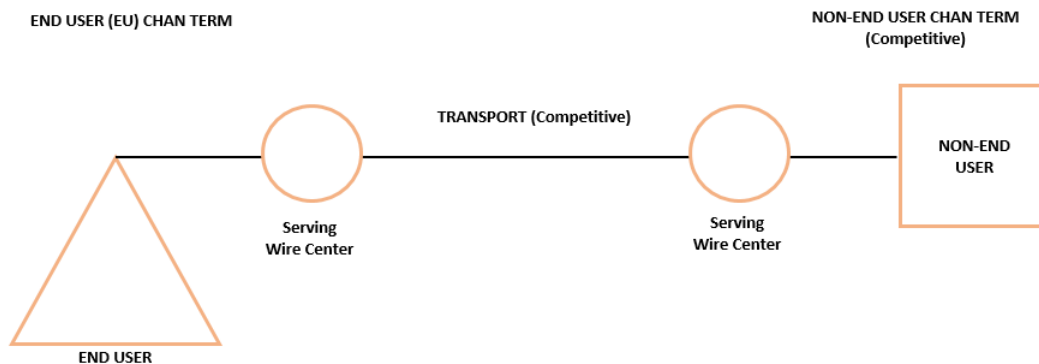 END USER (EU) CHAN TERM
NON-END USER CHAN TERM
(Competitive)
TRANSPORT (Competitive)
NON-END
USER
Serving
Wire Center
Serving
Wire Center
END USER